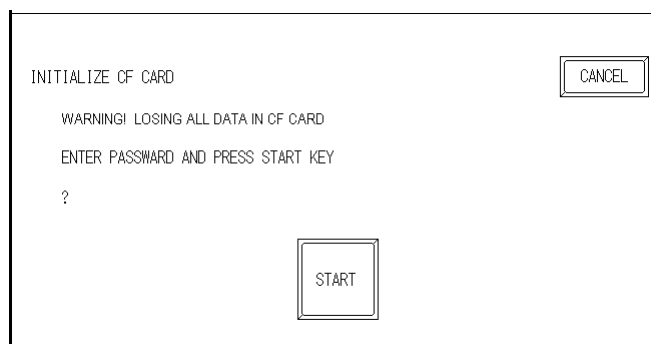 INITIALIZE CF CARD
CANCEL
WARNING! LOSING ALL DATA IN CF CARD
ENTER PASSWARD AND PRESS START KEY
?
START